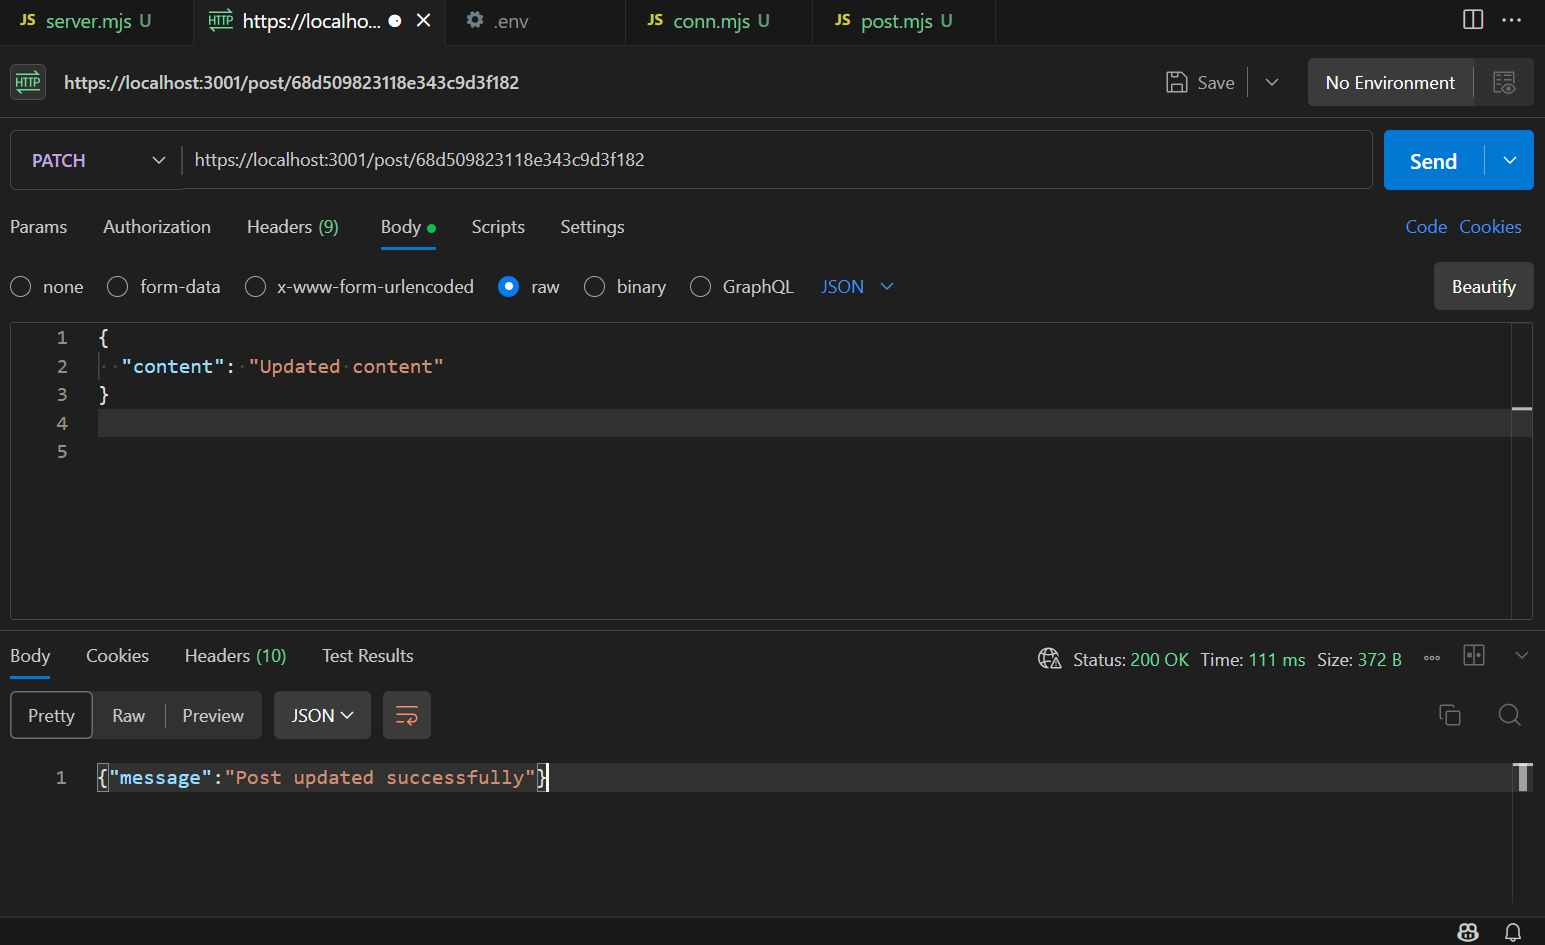 JS server.mjs U
HTTP https://localho...
.env
JS conn.mjs U
JS post.mjs U
HTTP https://localhost:3001/post/68d509823118e343c9d3f182
Save
No Environment
PATCH https://localhost:3001/post/68d509823118e343c9d3f182 Send
Params Authorization Headers (9) Body Scripts Settings Code Cookies
none form-data x-www-form-urlencoded raw binary GraphQL JSON Beautify
1 {
2 "content": "Updated content"
3 }
4
5
Body Cookies Headers (10) Test Results Status: 200 OK Time: 111 ms Size: 372 B
Pretty Raw Preview JSON
1 {"message":"Post updated successfully"}